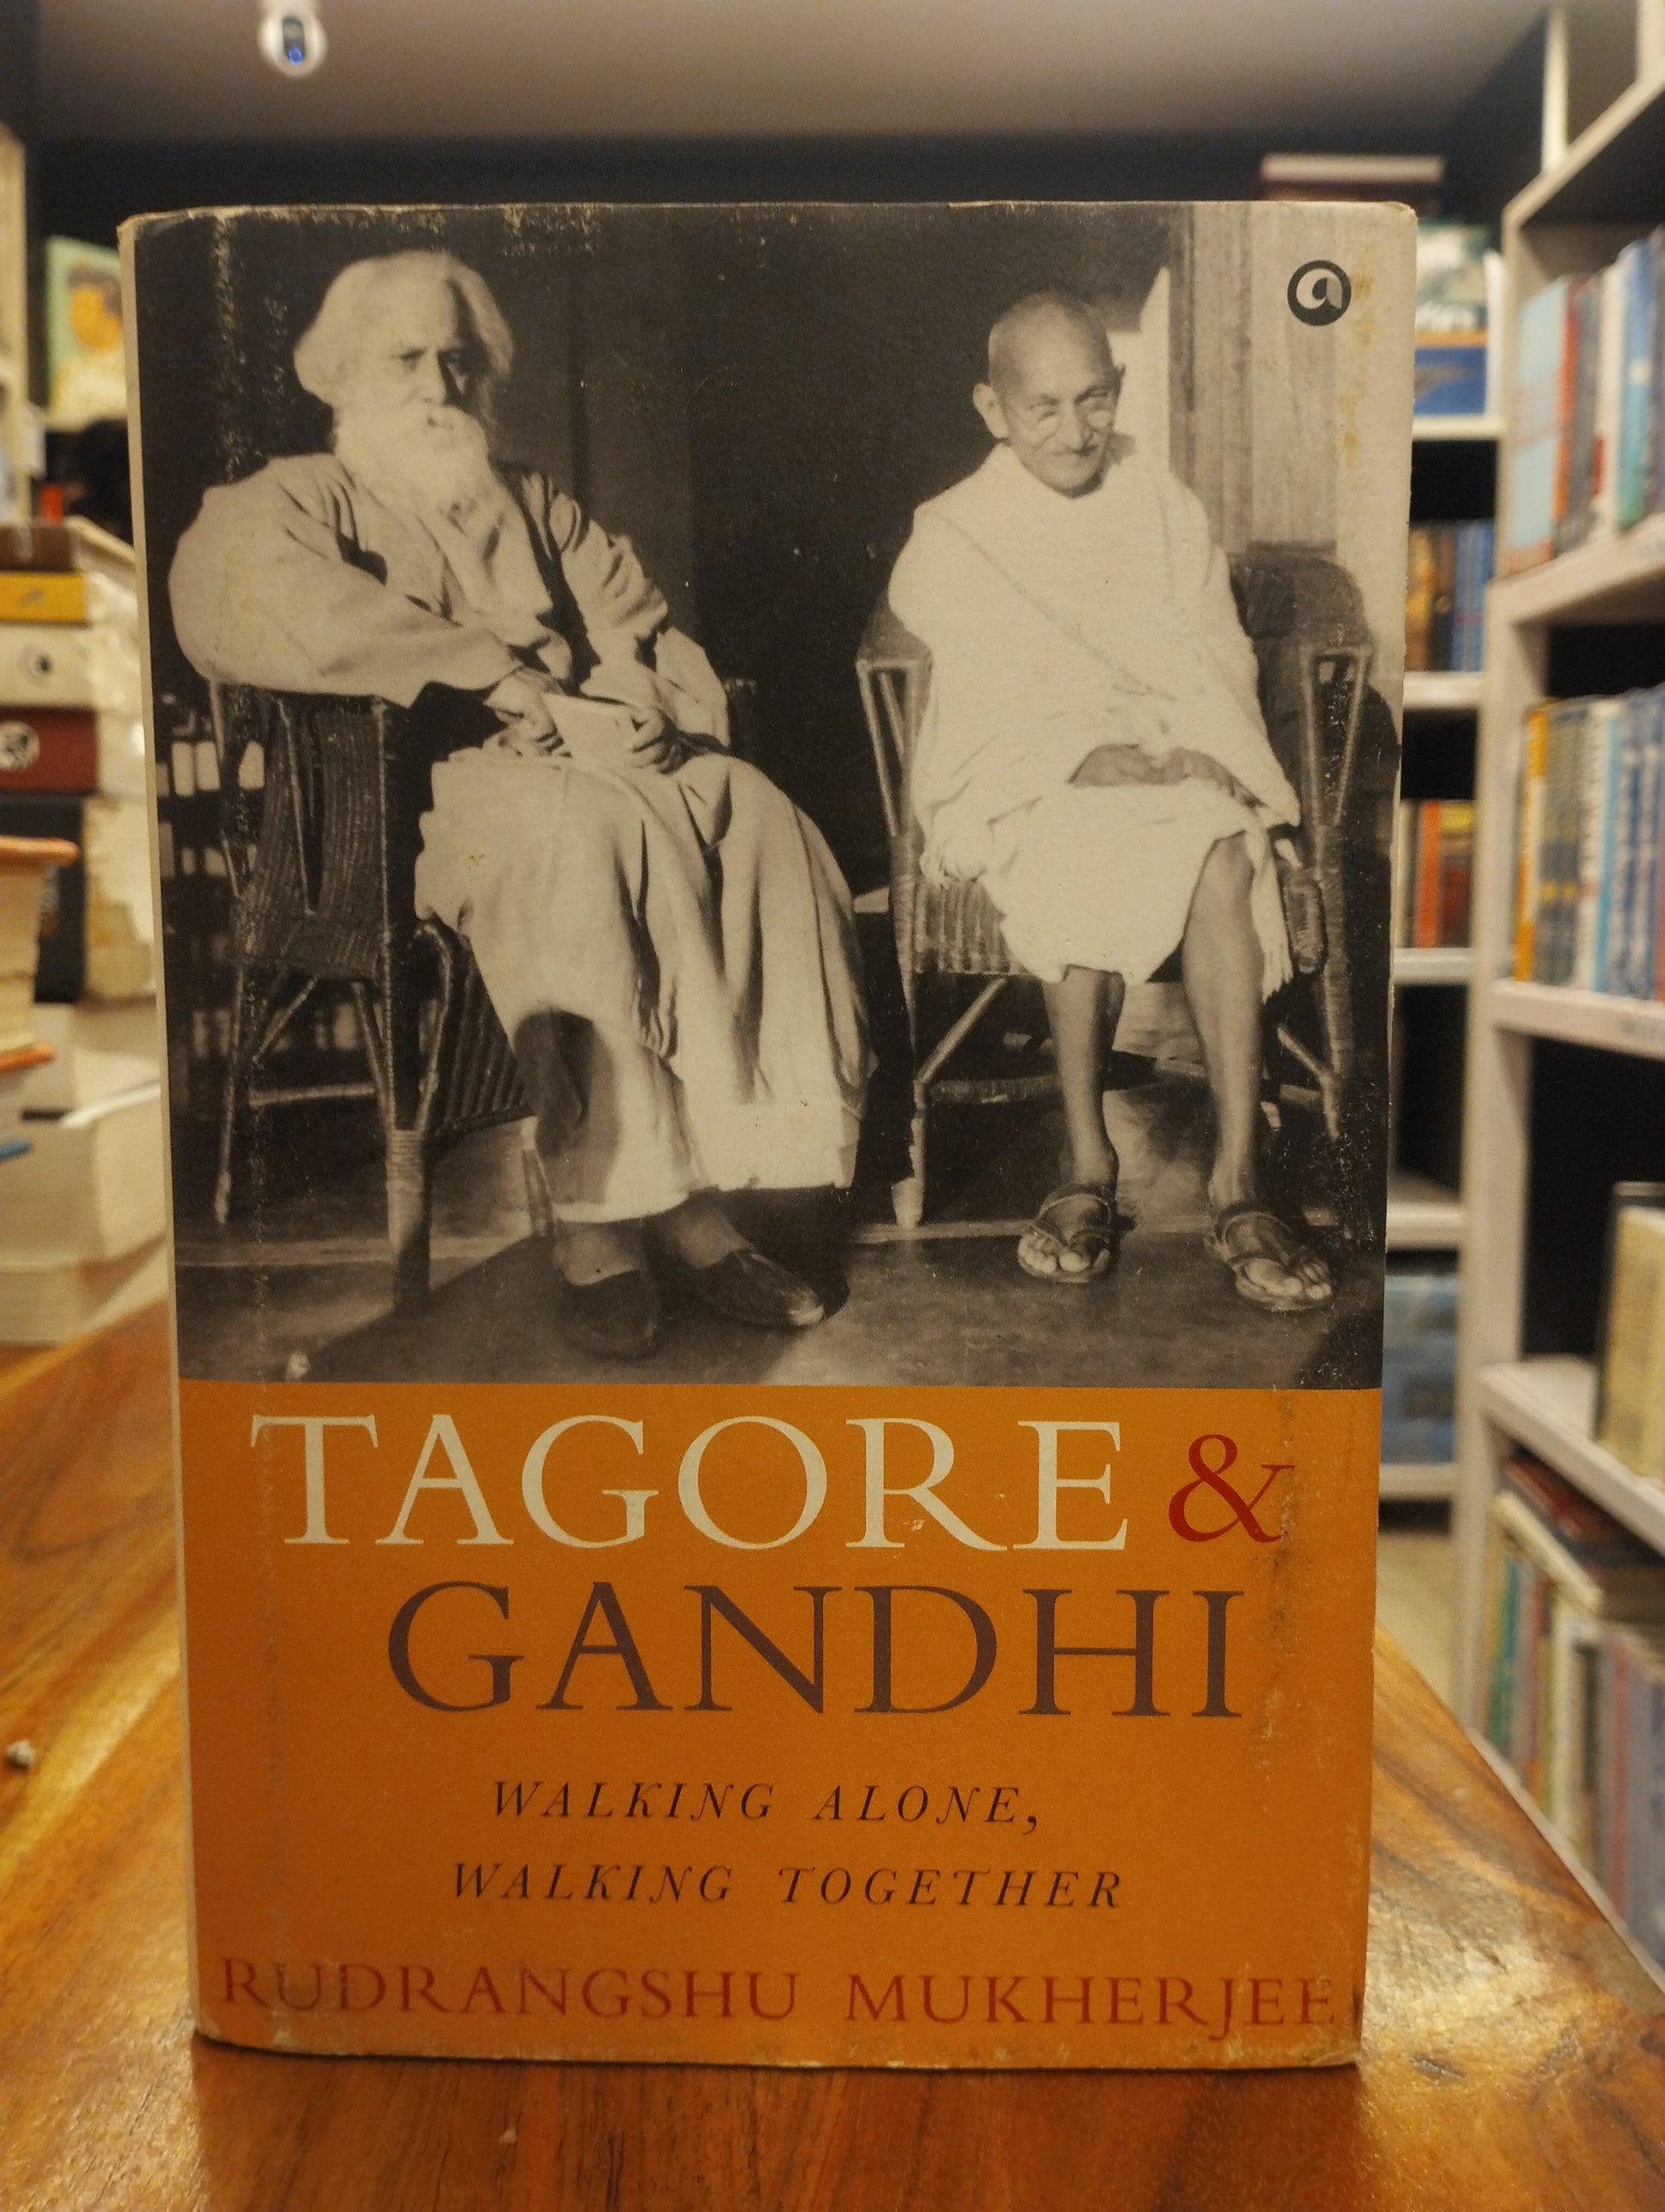 TAGORE &
GANDHI
WALKING ALONE,
WALKING TOGETHER
RUDRANGSHU MUKHERJEE